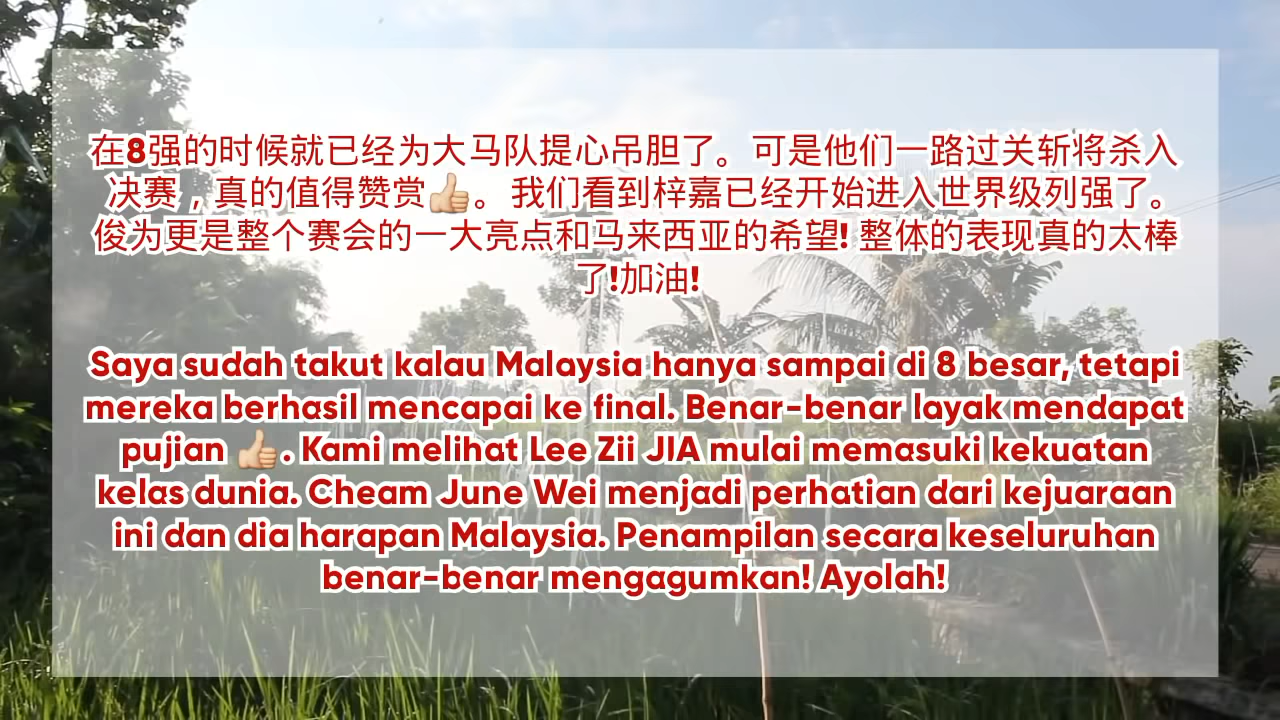 在8强的时候就已经为大马队提心吊胆了。可是他们一路过关斩将杀入
决赛，真的值得赞赏👍🏼。我们看到梓嘉已经开始进入世界级列强了。
俊为更是整个赛会的一大亮点和马来西亚的希望! 整体的表现真的太棒
了!加油!
Saya sudah takut kalau Malaysia hanya sampai di 8 besar, tetapi
mereka berhasil mencapai ke final. Benar-benar layak mendapat
pujian 👍🏼. Kami melihat Lee Zii JIA mulai memasuki kekuatan
kelas dunia. Cheam June Wei menjadi perhatian dari kejuaraan
ini dan dia harapan Malaysia. Penampilan secara keseluruhan
benar-benar mengagumkan! Ayolah!